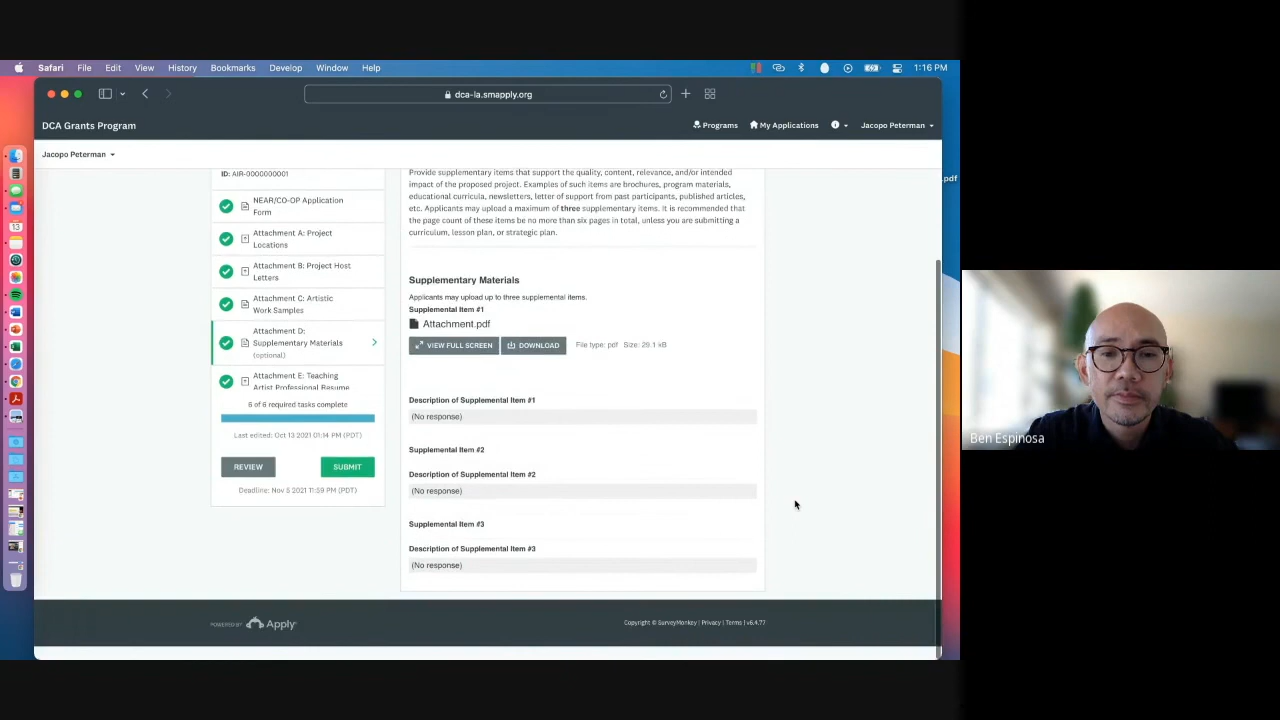 Safari File Edit View History Bookmarks Develop Window Help 1:16 PM
dca-la.smapply.org
DCA Grants Program Programs My Applications Jacopo Peterman
Jacopo Peterman
.pdf
ID: AIR-0000000001
NEAR/CO-OP Application
Form
Attachment A: Project
Locations
Attachment B: Project Host
Letters
Attachment C: Artistic
Work Samples
Attachment D:
Supplementary Materials
(optional)
Attachment E: Teaching
Artist Professional Resume
6 of 6 required tasks complete
Last edited: Oct 13 2021 01:14 PM (PDT)
REVIEW SUBMIT
Deadline: Nov 5 2021 11:59 PM (PDT)
Provide supplementary items that support the quality, content, relevance, and/or intended
impact of the proposed project. Examples of such items are brochures, program materials,
educational curricula, newsletters, letter of support from past participants, published articles,
etc. Applicants may upload a maximum of three supplementary items. It is recommended that
the page count of these items be no more than six pages in total, unless you are submitting a
curriculum, lesson plan, or strategic plan.
Supplementary Materials
Applicants may upload up to three supplemental items.
Supplemental Item #1
Attachment.pdf
VIEW FULL SCREEN DOWNLOAD File type: pdf Size: 29.1 kB
Description of Supplemental Item #1
(No response)
Supplemental Item #2
Description of Supplemental Item #2
(No response)
Supplemental Item #3
Description of Supplemental Item #3
(No response)
POWERED BY Apply
Copyright © SurveyMonkey | Privacy | Terms | v6.4.77
Ben Espinosa